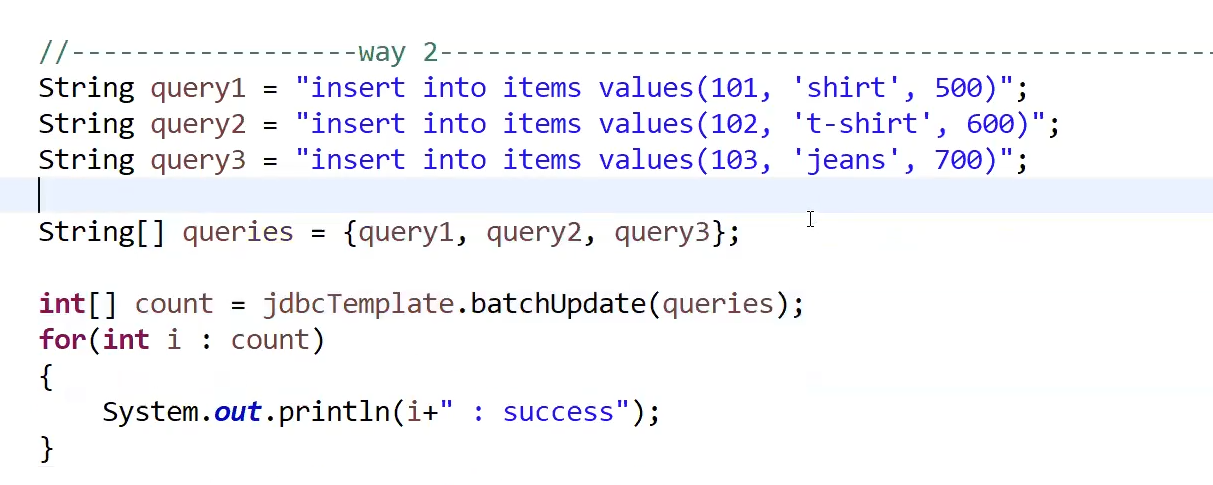 //------------------way 2-------------------------------------------------
String query1 = "insert into items values(101, 'shirt', 500)";
String query2 = "insert into items values(102, 't-shirt', 600)";
String query3 = "insert into items values(103, 'jeans', 700)";
String[] queries = {query1, query2, query3};
int[] count = jdbcTemplate.batchUpdate(queries);
for(int i : count)
{
System.out.println(i+" : success");
}